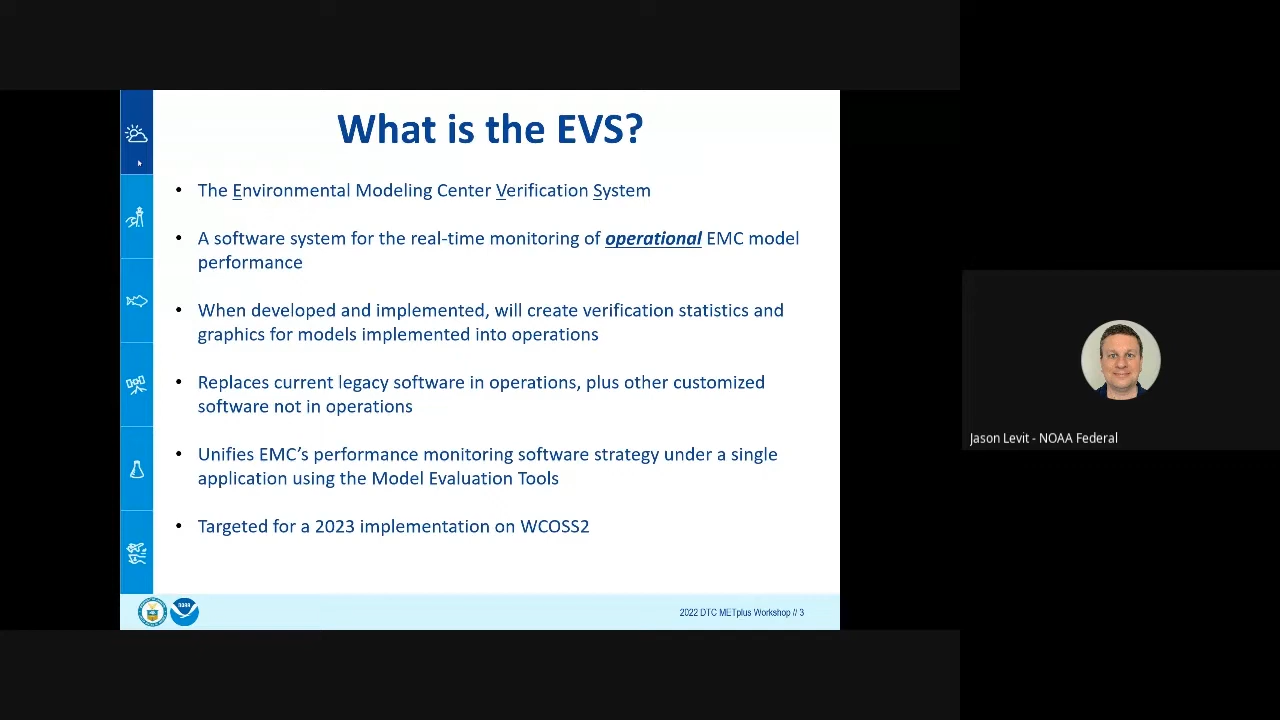 What is the EVS?
• The Environmental Modeling Center Verification System
• A software system for the real-time monitoring of operational EMC model
performance
• When developed and implemented, will create verification statistics and
graphics for models implemented into operations
• Replaces current legacy software in operations, plus other customized
software not in operations
• Unifies EMC’s performance monitoring software strategy under a single
application using the Model Evaluation Tools
• Targeted for a 2023 implementation on WCOSS2
NOAA
2022 DTC METplus Workshop // 3
Jason Levit - NOAA Federal